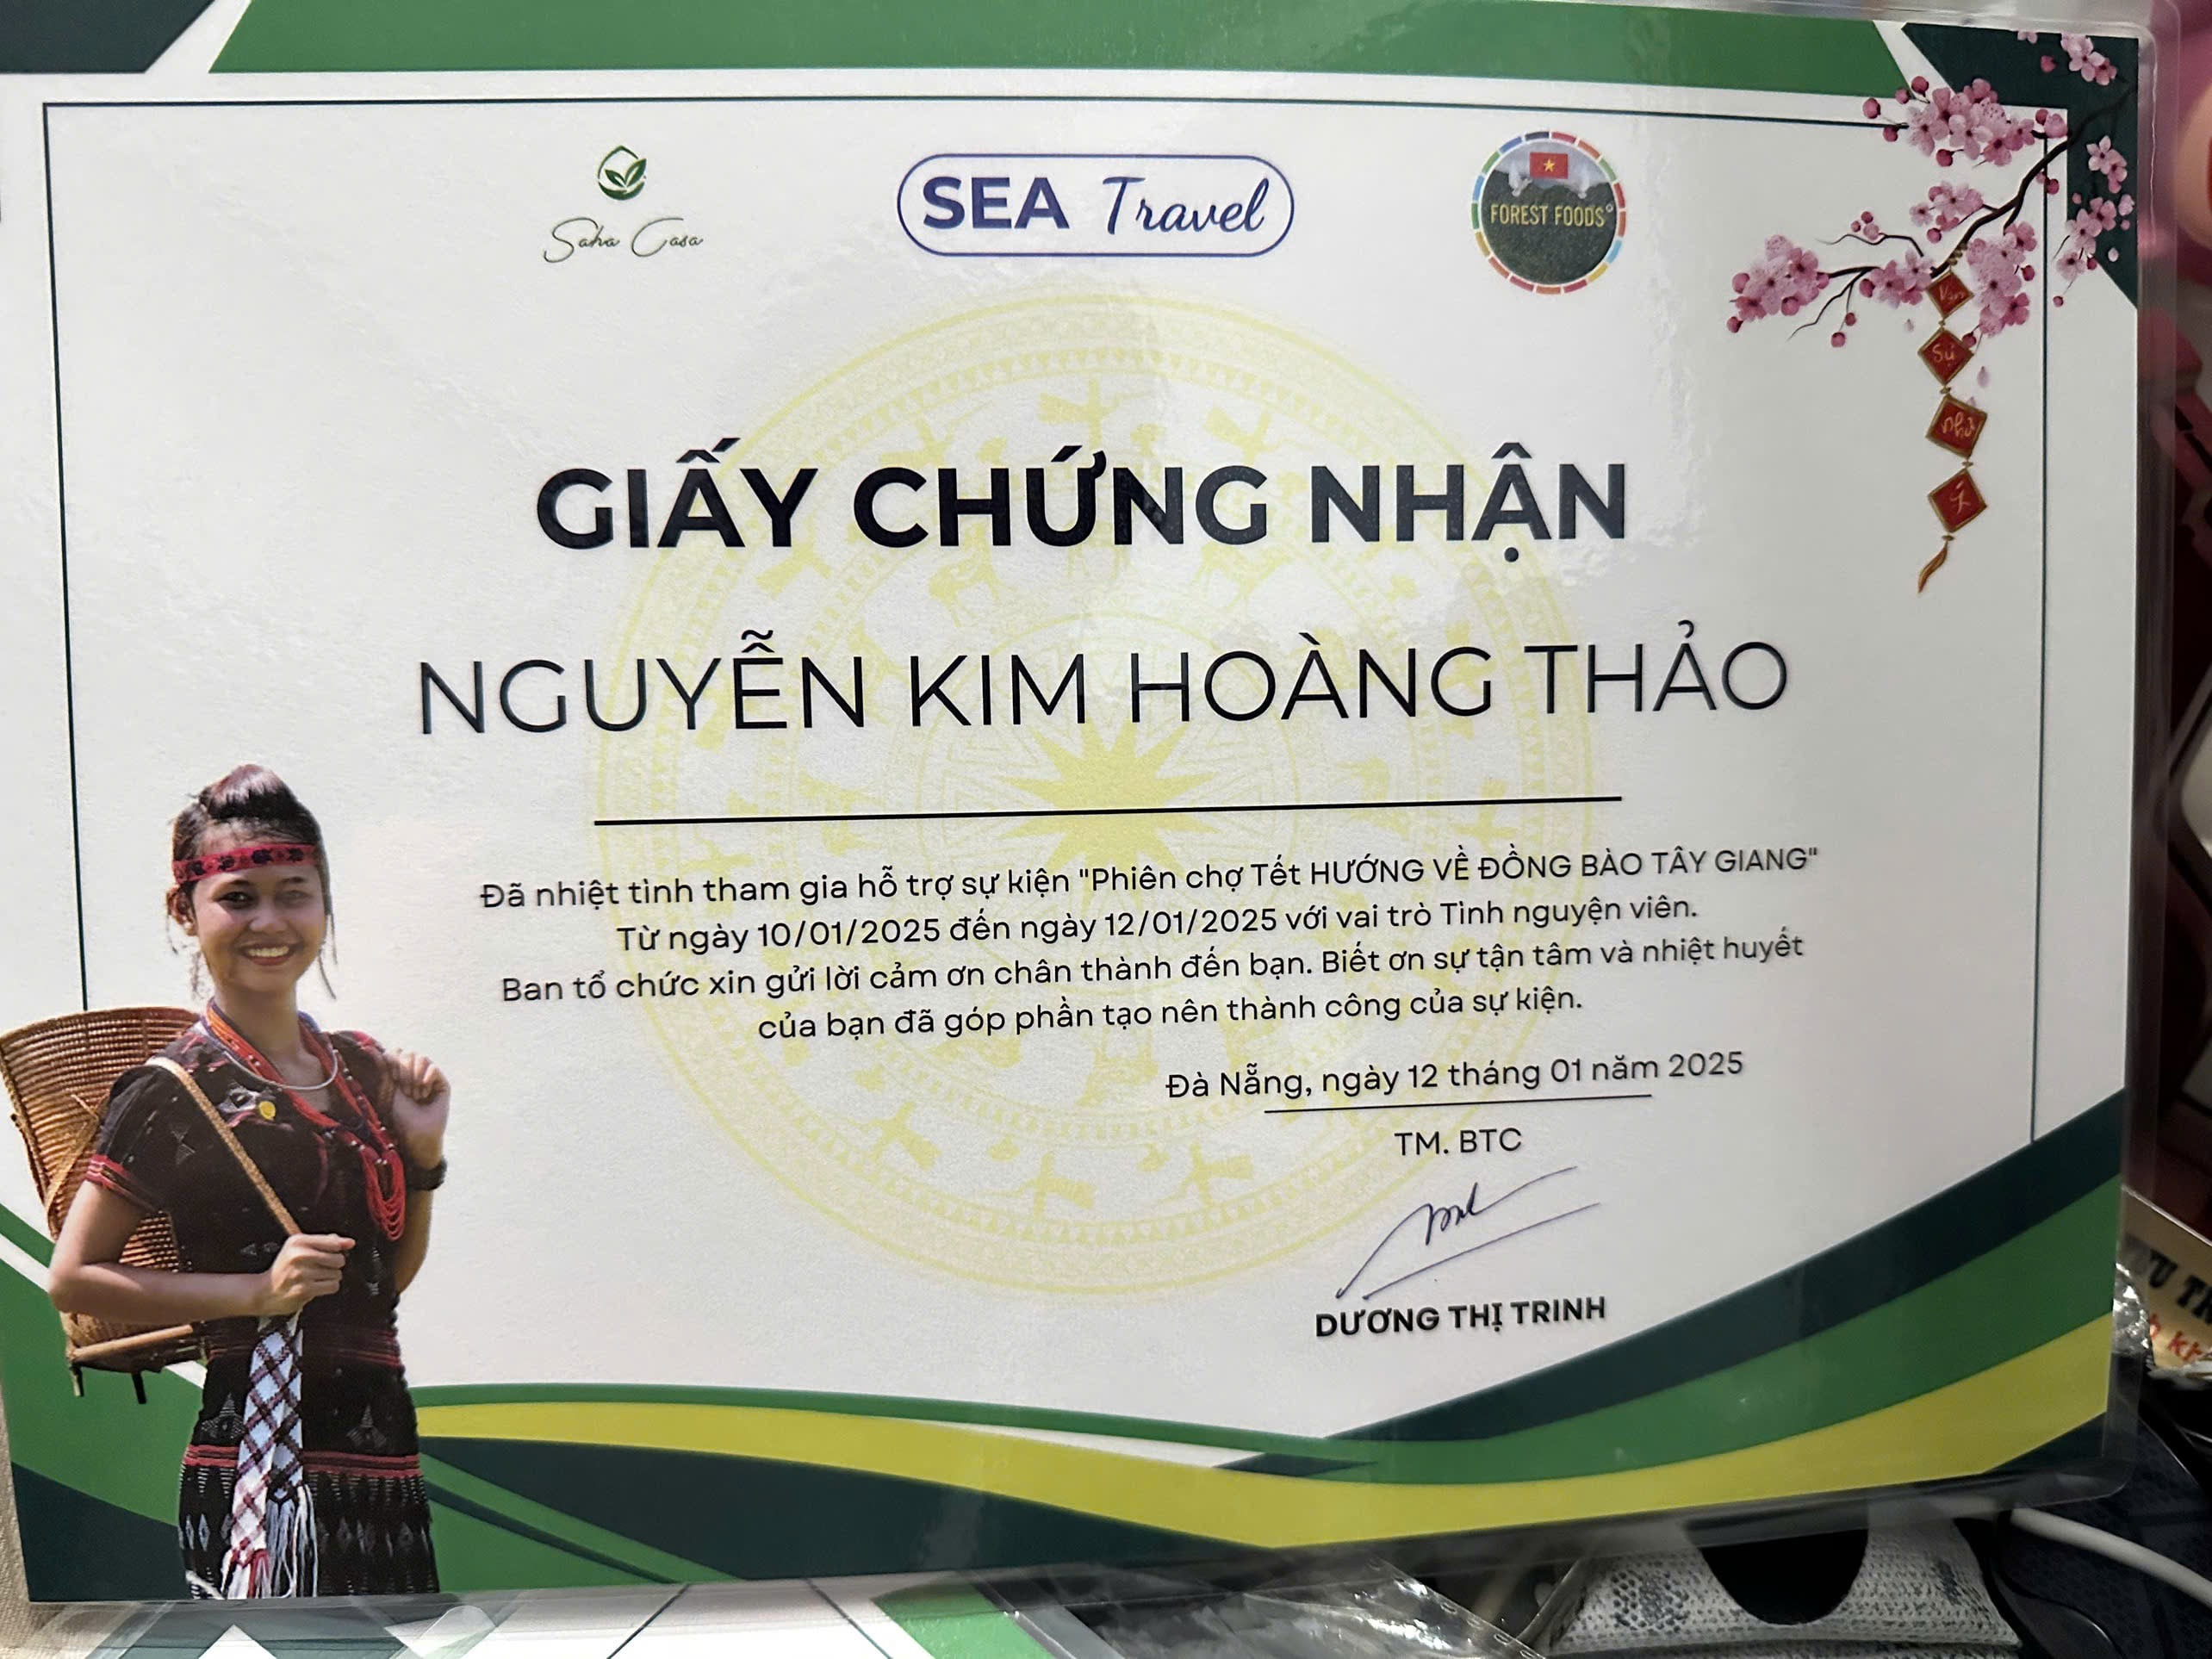 Saha Casa
SEA Travel
FOREST FOODS
Vạn
Sự
Như
Ý
GIẤY CHỨNG NHẬN
NGUYỄN KIM HOÀNG THẢO
Đã nhiệt tình tham gia hỗ trợ sự kiện "Phiên chợ Tết HƯỚNG VỀ ĐỒNG BÀO TÂY GIANG"
Từ ngày 10/01/2025 đến ngày 12/01/2025 với vai trò Tình nguyện viên.
Ban tổ chức xin gửi lời cảm ơn chân thành đến bạn. Biết ơn sự tận tâm và nhiệt huyết
của bạn đã góp phần tạo nên thành công của sự kiện.
Đà Nẵng, ngày 12 tháng 01 năm 2025
TM. BTC
DƯƠNG THỊ TRINH